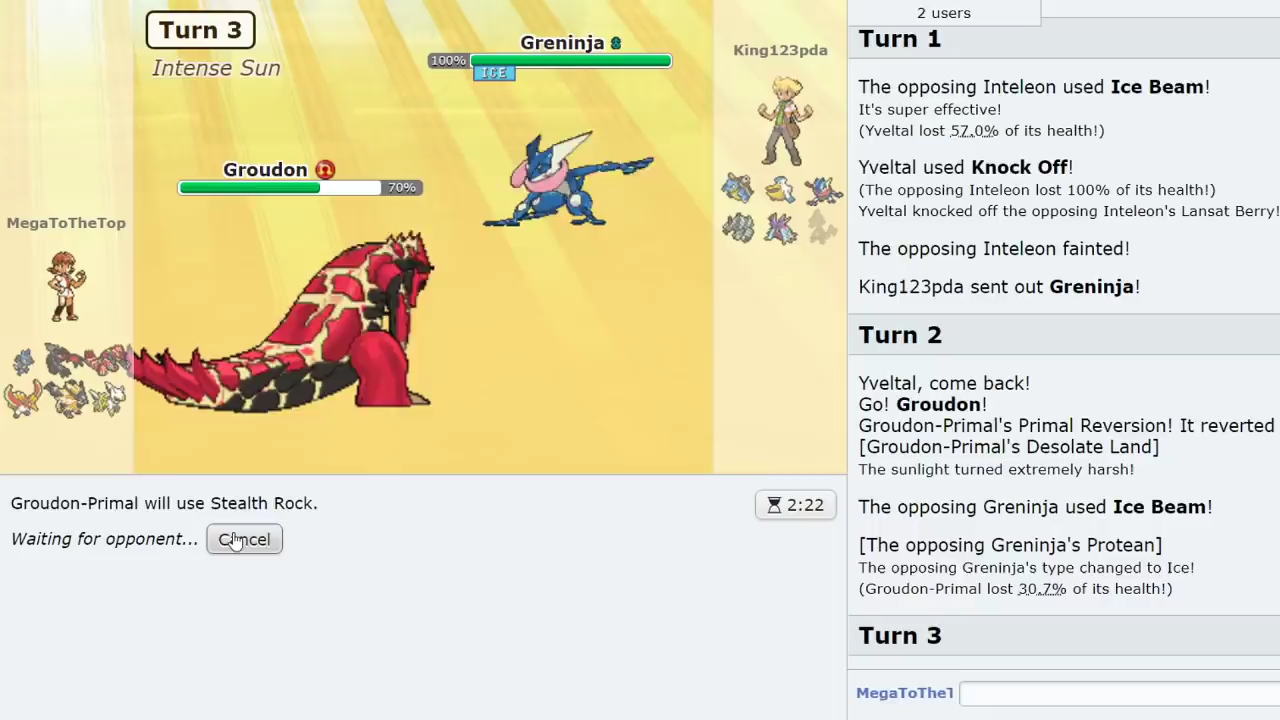 Turn 3
Intense Sun
Greninja
100%
ICE
Groudon
70%
MegaToTheTop
King123pda
Groudon-Primal will use Stealth Rock.
2:22
Waiting for opponent... Cancel
2 users
Turn 1
The opposing Inteleon used Ice Beam!
It's super effective!
(Yveltal lost 57.0% of its health!)
Yveltal used Knock Off!
(The opposing Inteleon lost 100% of its health!)
Yveltal knocked off the opposing Inteleon's Lansat Berry!
The opposing Inteleon fainted!
King123pda sent out Greninja!
Turn 2
Yveltal, come back!
Go! Groudon!
Groudon-Primal's Primal Reversion! It reverted
[Groudon-Primal's Desolate Land]
The sunlight turned extremely harsh!
The opposing Greninja used Ice Beam!
[The opposing Greninja's Protean]
The opposing Greninja's type changed to Ice!
(Groudon-Primal lost 30.7% of its health!)
Turn 3
MegaToTheT